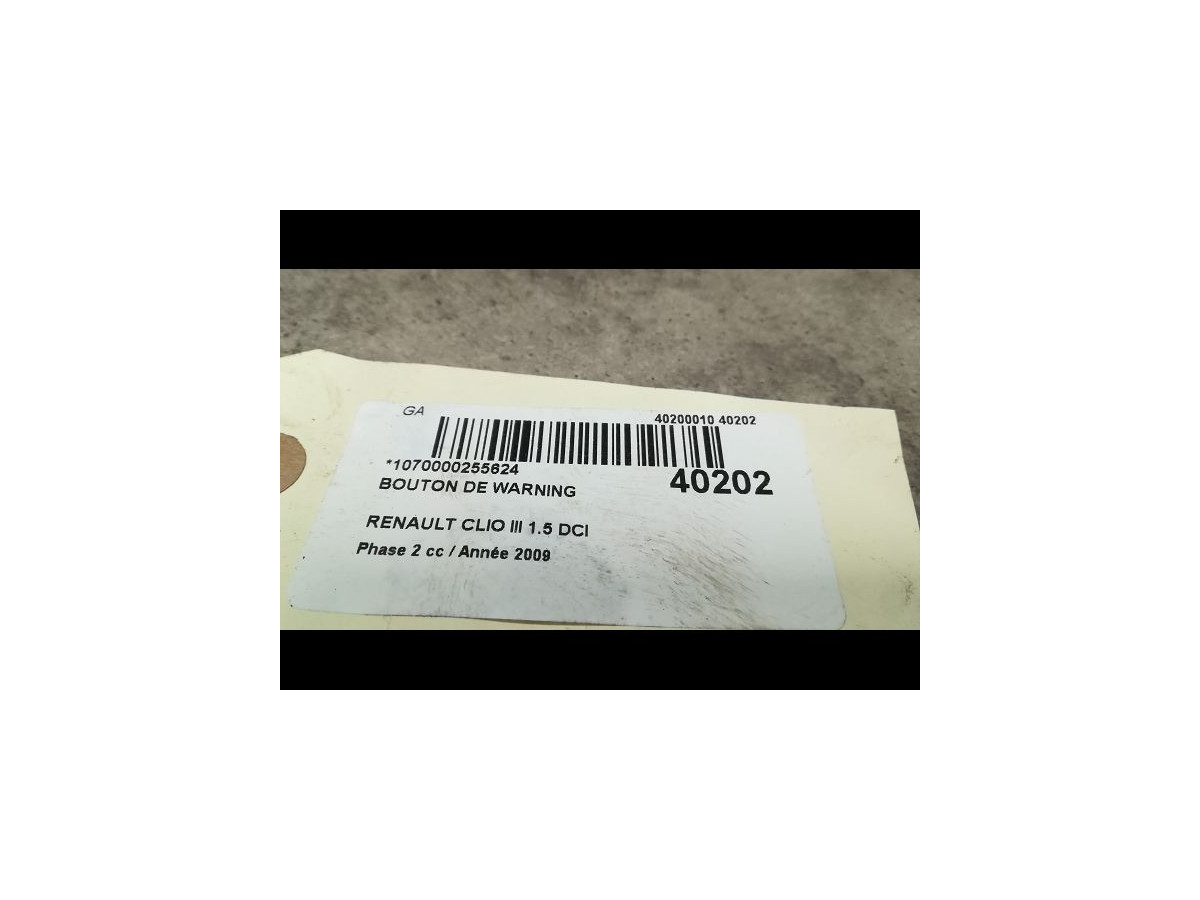 GA
40200010 40202
*1070000255624
40202
BOUTON DE WARNING
RENAULT CLIO III 1.5 DCI
Phase 2 cc / Année 2009